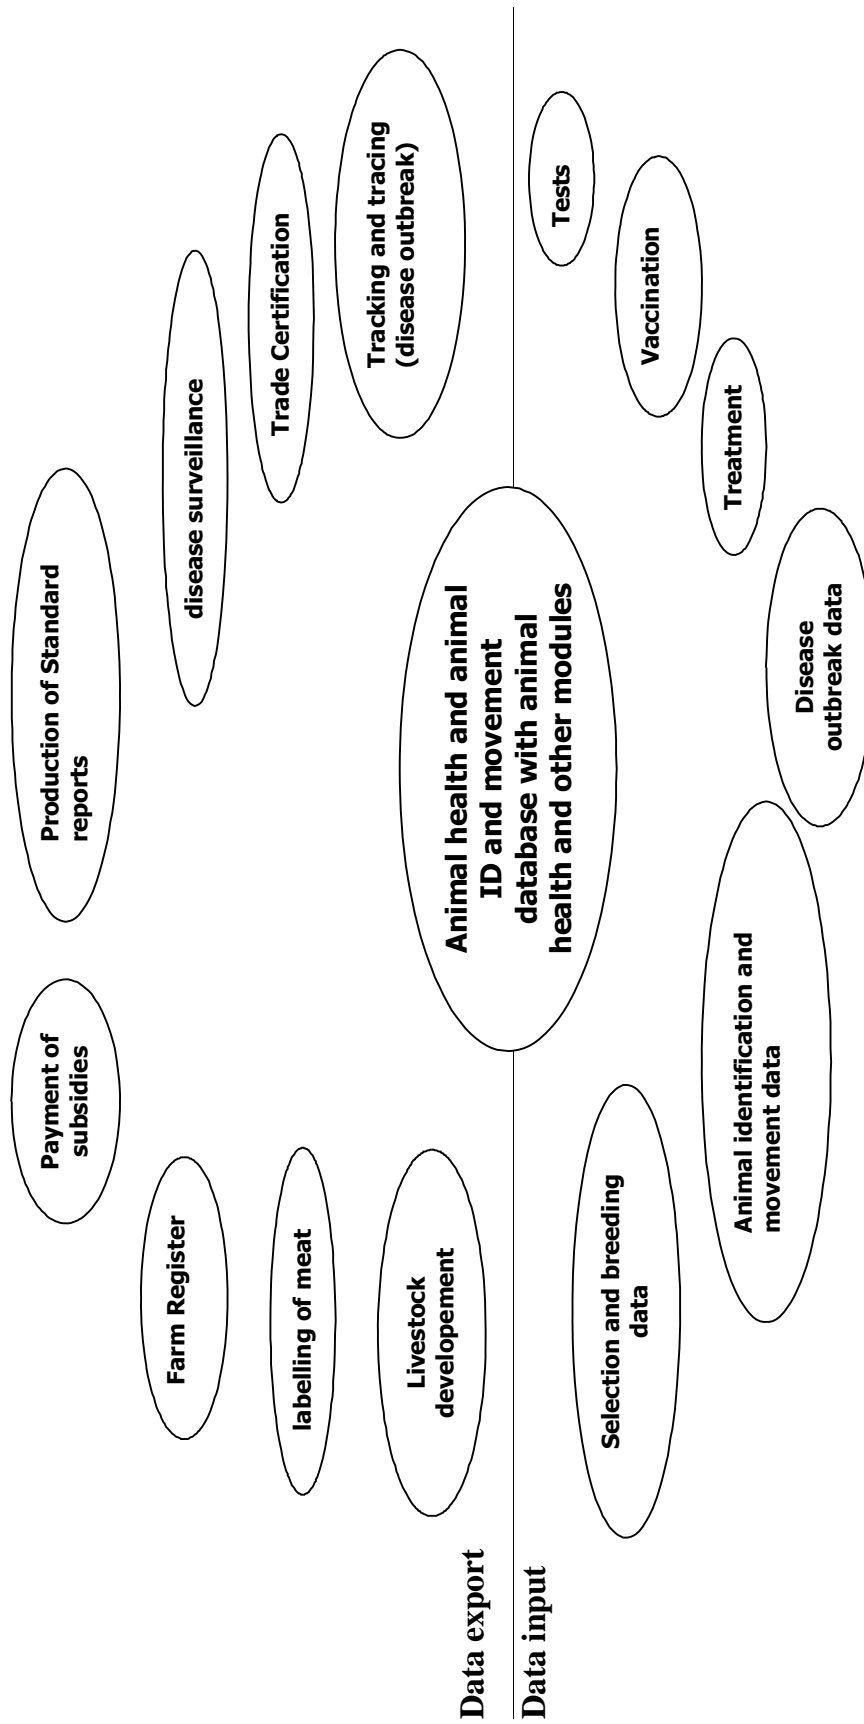 Production of Standard
reports
Payment of
subsidies
disease surveillance
Farm Register
Trade Certification
labelling of meat
Tracking and tracing
(disease outbreak)
Livestock
developement
Data export
Animal health and animal
ID and movement
database with animal
health and other modules
Data input
Tests
Selection and breeding
data
Vaccination
Treatment
Animal identification and
movement data
Disease
outbreak data